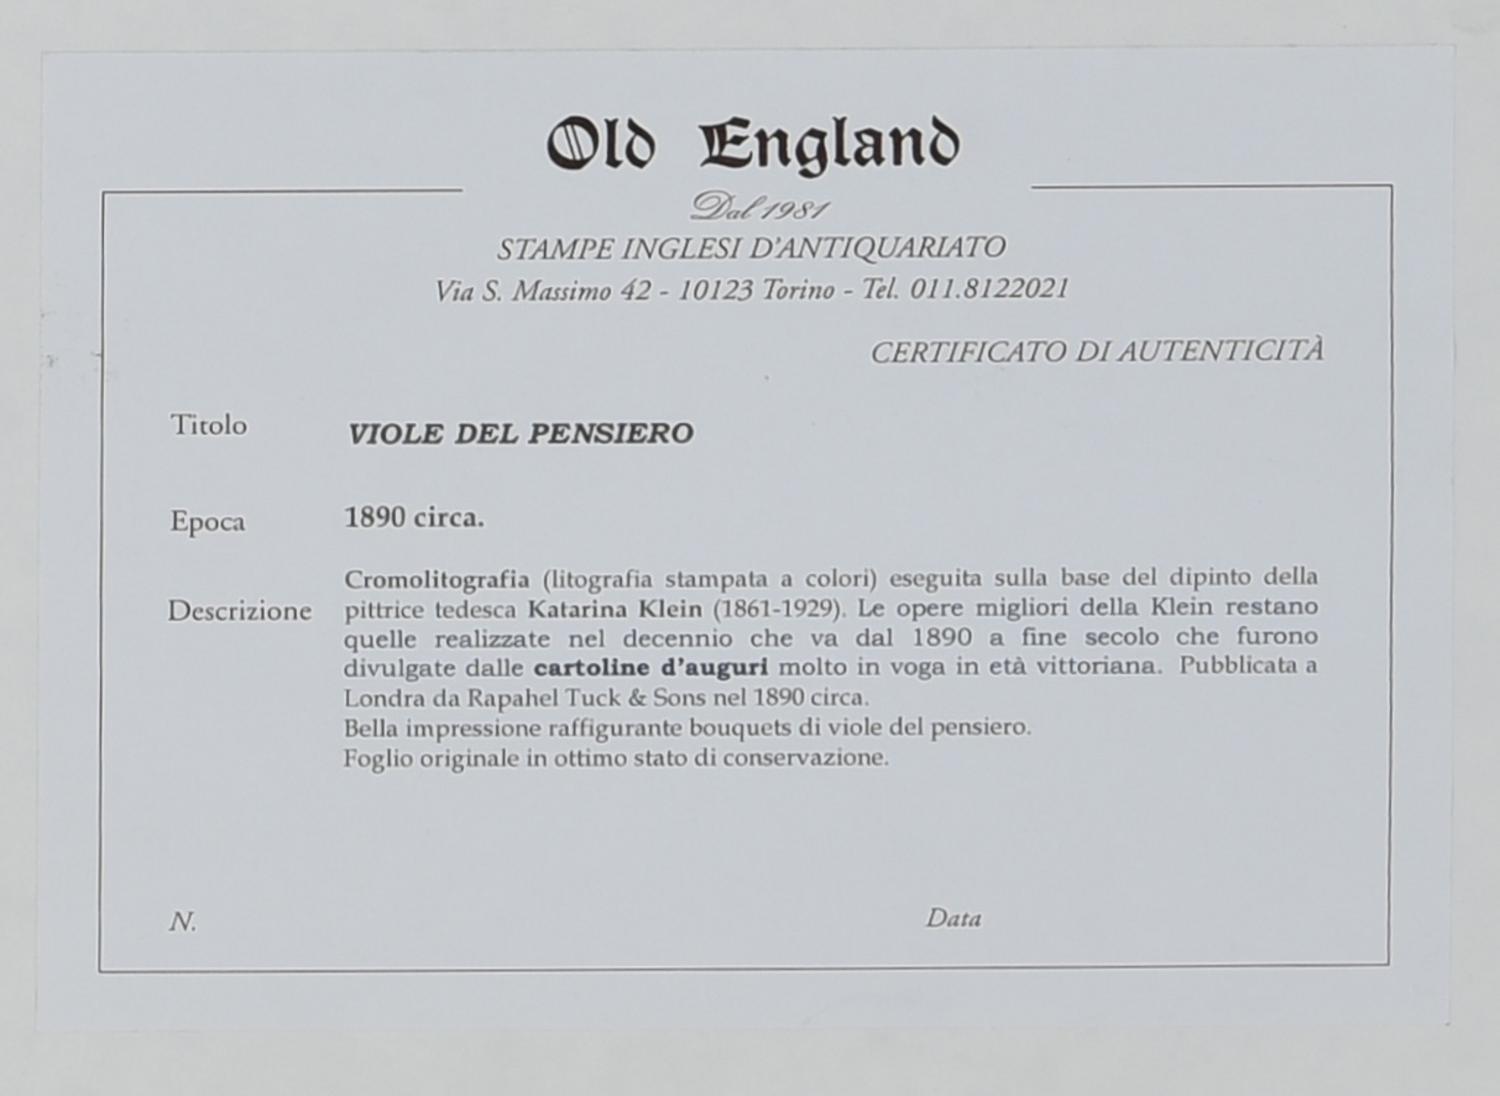 Old England
Dal 1981
STAMPE INGLESI D'ANTIQUARIATO
Via S. Massimo 42 - 10123 Torino - Tel. 011.8122021
CERTIFICATO DI AUTENTICITÀ
Titolo VIOLE DEL PENSIERO
Epoca 1890 circa.
Descrizione
Cromolitografia (litografia stampata a colori) eseguita sulla base del dipinto della
pittrice tedesca Katarina Klein (1861-1929). Le opere migliori della Klein restano
quelle realizzate nel decennio che va dal 1890 a fine secolo che furono
divulgate dalle cartoline d'auguri molto in voga in età vittoriana. Pubblicata a
Londra da Rapahel Tuck & Sons nel 1890 circa.
Bella impressione raffigurante bouquets di viole del pensiero.
Foglio originale in ottimo stato di conservazione.
N. Data